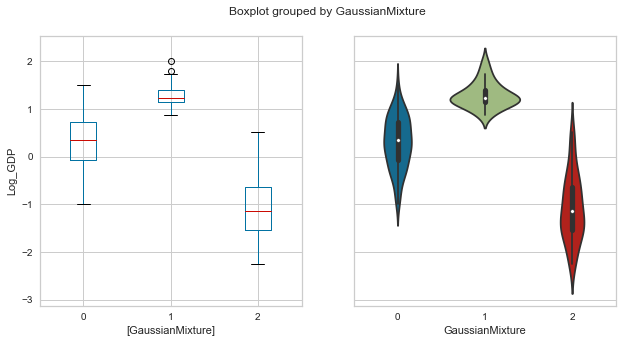 Boxplot grouped by GaussianMixture
Log_GDP
2
1
0
−1
−2
−3
0 1 2
[GaussianMixture]
0 1 2
GaussianMixture